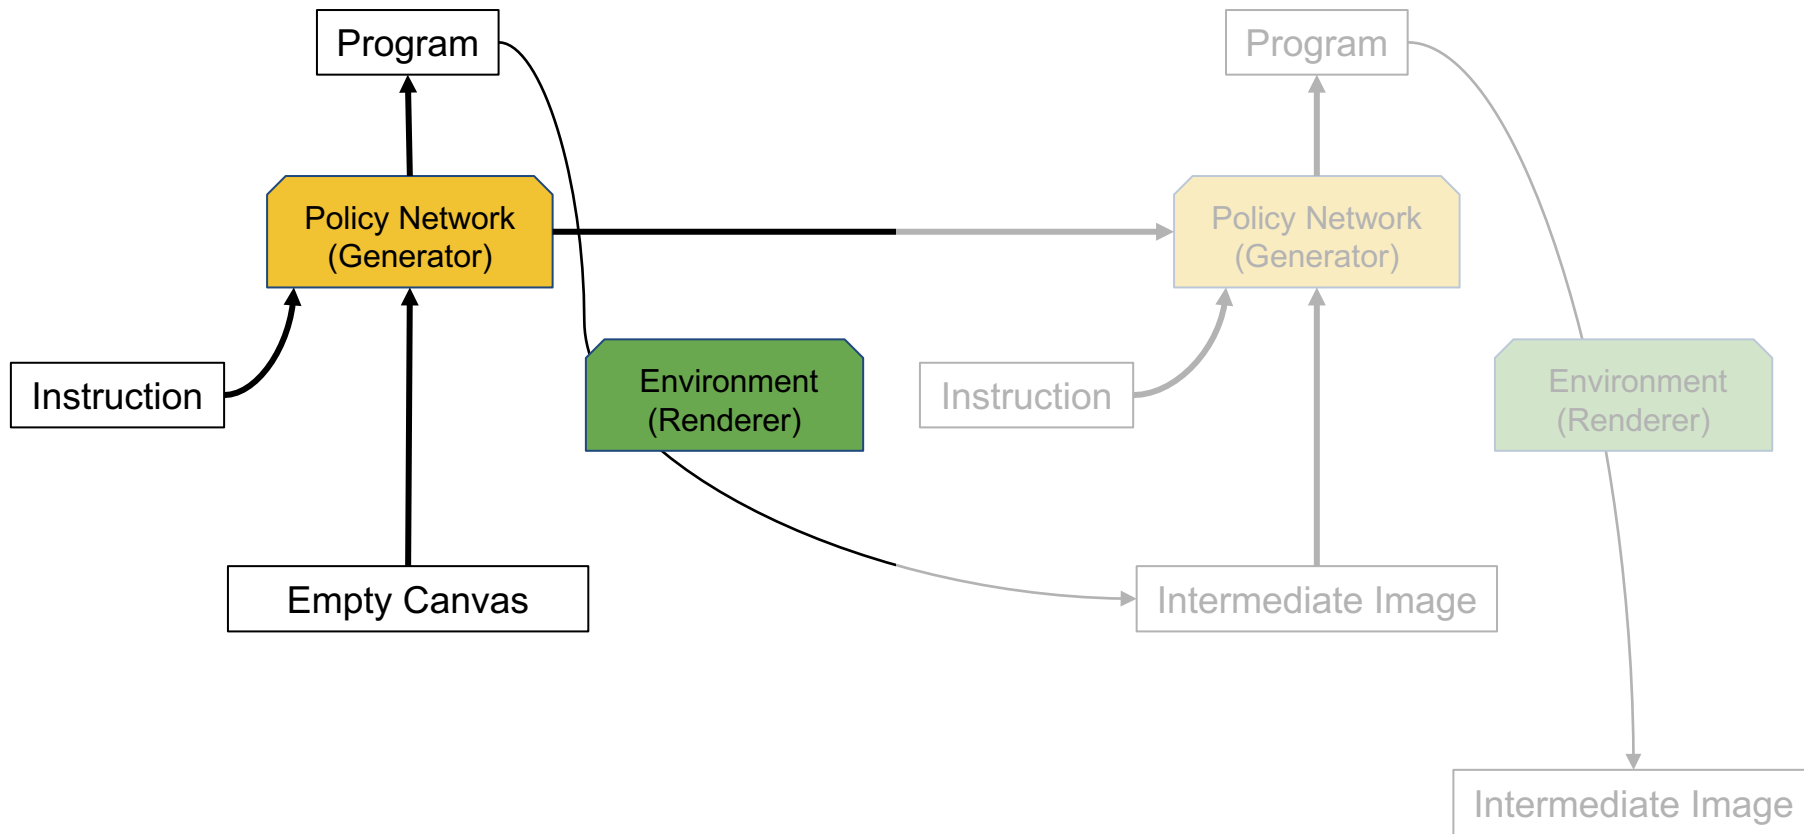 Program
Program
Policy Network
(Generator)
Policy Network
(Generator)
Instruction
Environment
(Renderer)
Instruction
Environment
(Renderer)
Empty Canvas
Intermediate Image
Intermediate Image